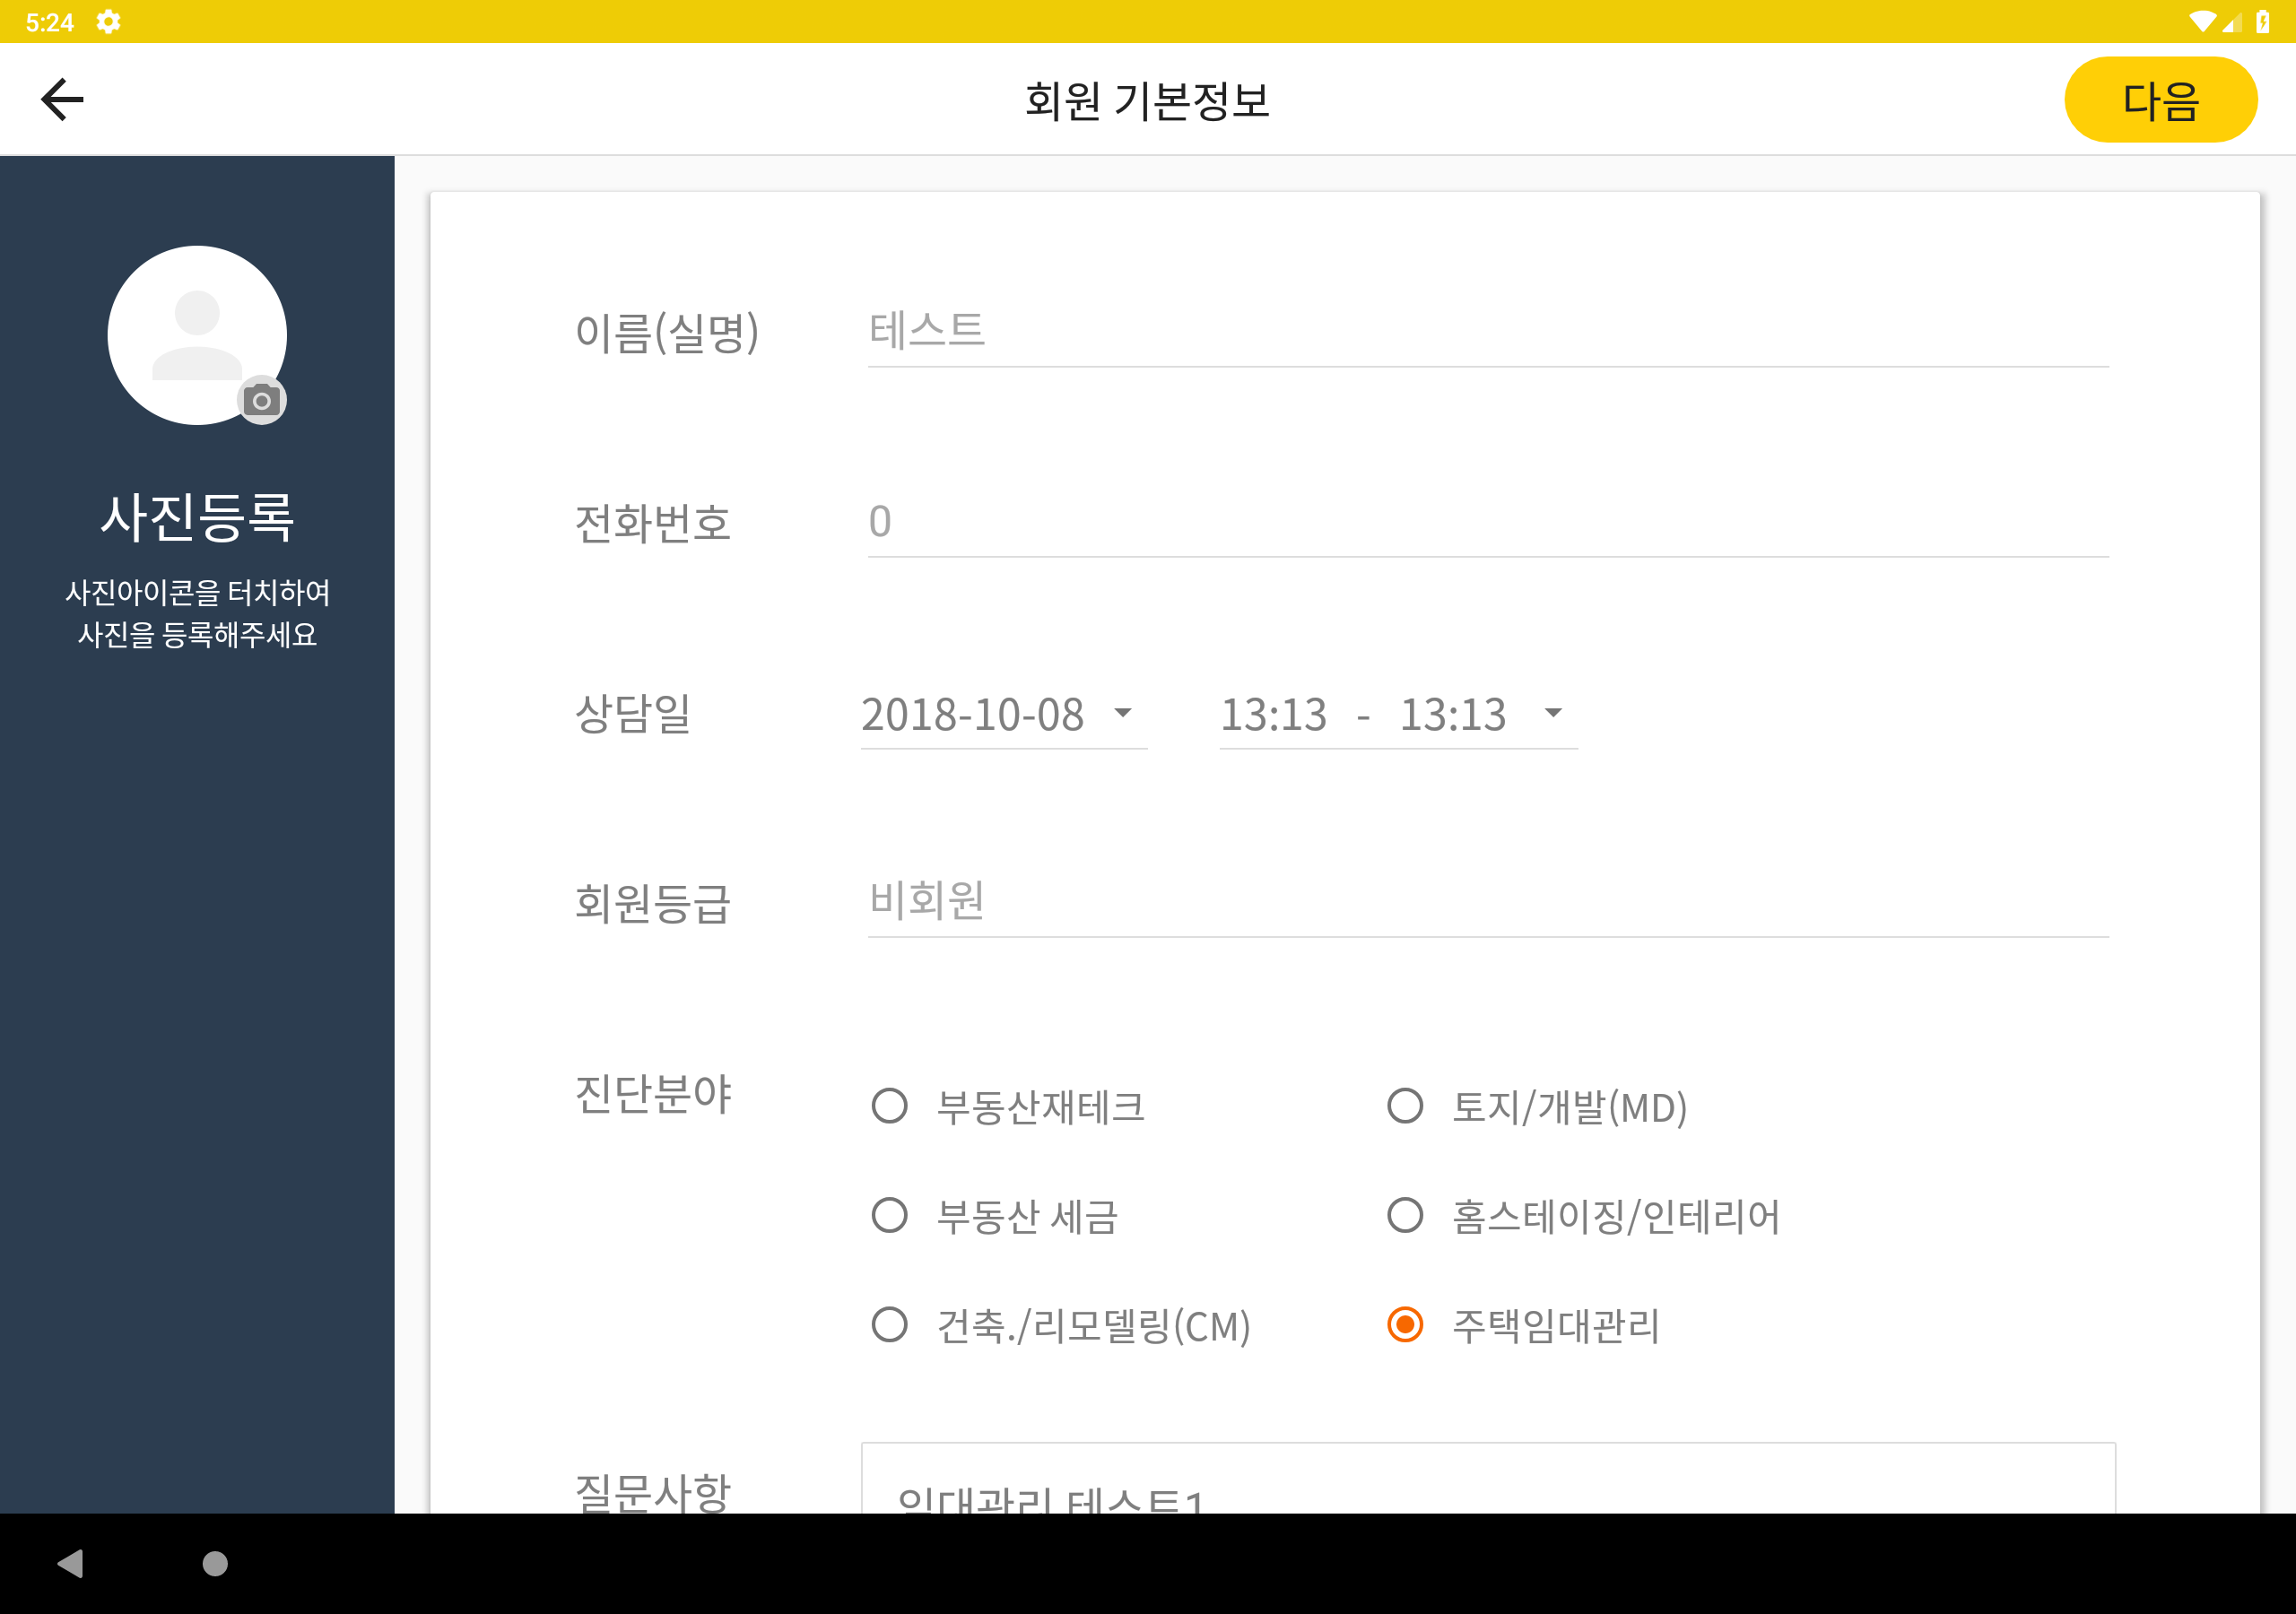 5:24
회원 기본정보
다음
사진등록
사진아이콘을 터치하여
사진을 등록해주세요
이름(실명) 테스트
전화번호 0
상담일 2018-10-08 13:13 - 13:13
회원등급 비회원
진단분야 부동산재테크 토지/개발(MD)
부동산 세금 홈스테이징/인테리어
건축./리모델링(CM) 주택임대관리
질문사항 임대관리 테스트1